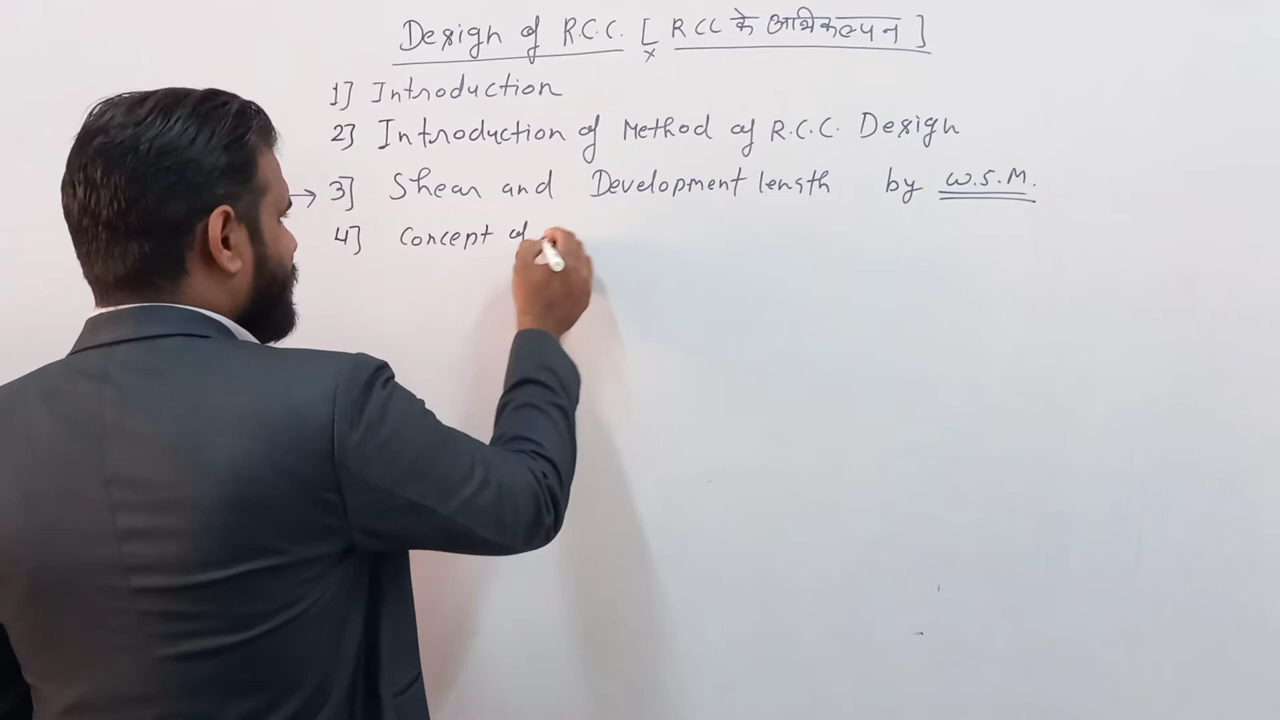 Design of R.C.C. [ RCC के अभिकल्पन ]
1] Introduction
2] Introduction of Method of R.C.C. Design
→ 3] Shear and Development length by W.S.M.
4] Concept of